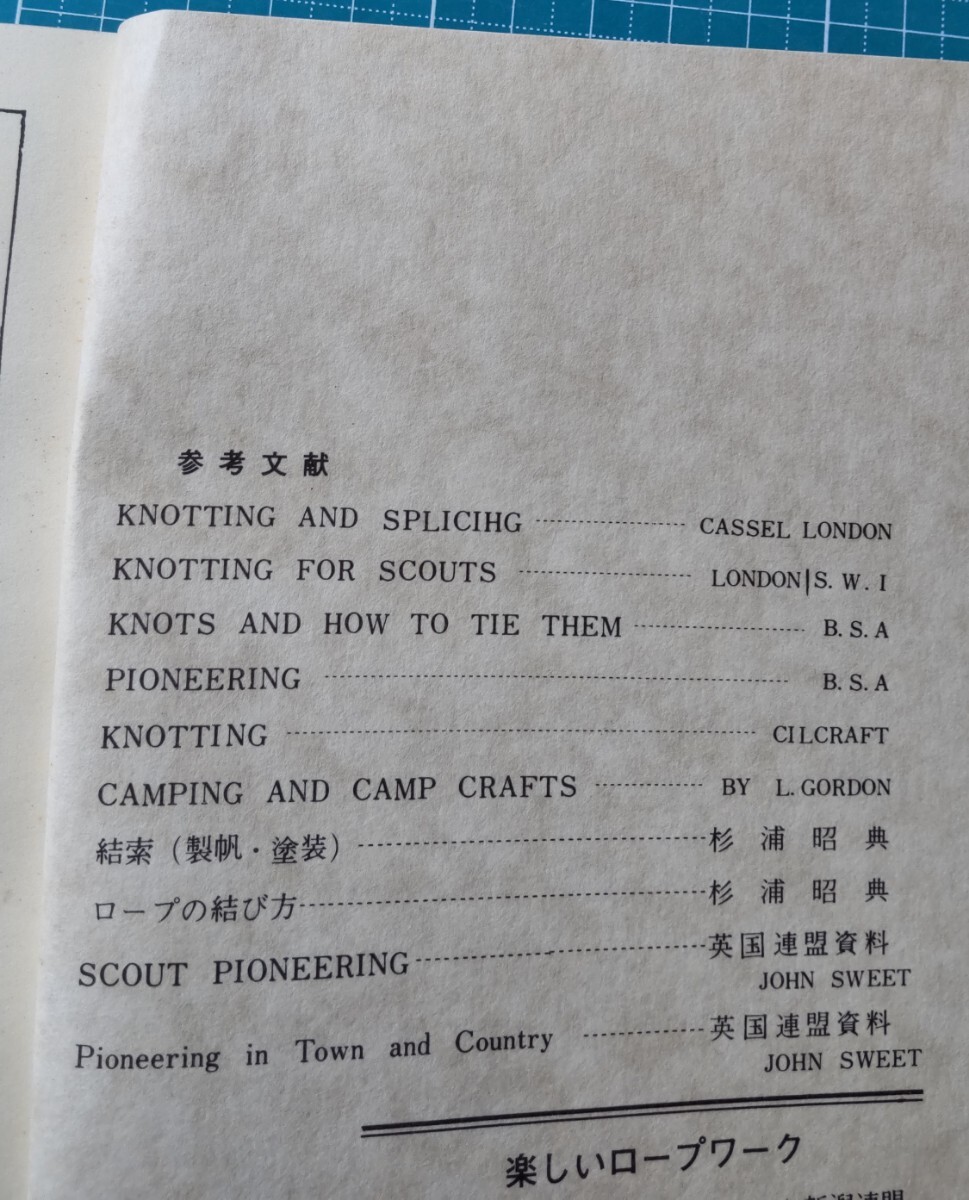 参考文献
KNOTTING AND SPLICIHG ---------- CASSEL LONDON
KNOTTING FOR SCOUTS ---------- LONDON|S. W. I
KNOTS AND HOW TO TIE THEM ---------- B. S. A
PIONEERING ---------- B. S. A
KNOTTING ---------- CILCRAFT
CAMPING AND CAMP CRAFTS ---------- BY L. GORDON
結索（製帆・塗装） ---------- 杉浦昭典
ロープの結び方 ---------- 杉浦昭典
SCOUT PIONEERING ---------- 英国連盟資料
JOHN SWEET
Pioneering in Town and Country ---------- 英国連盟資料
JOHN SWEET
楽しいロープワーク